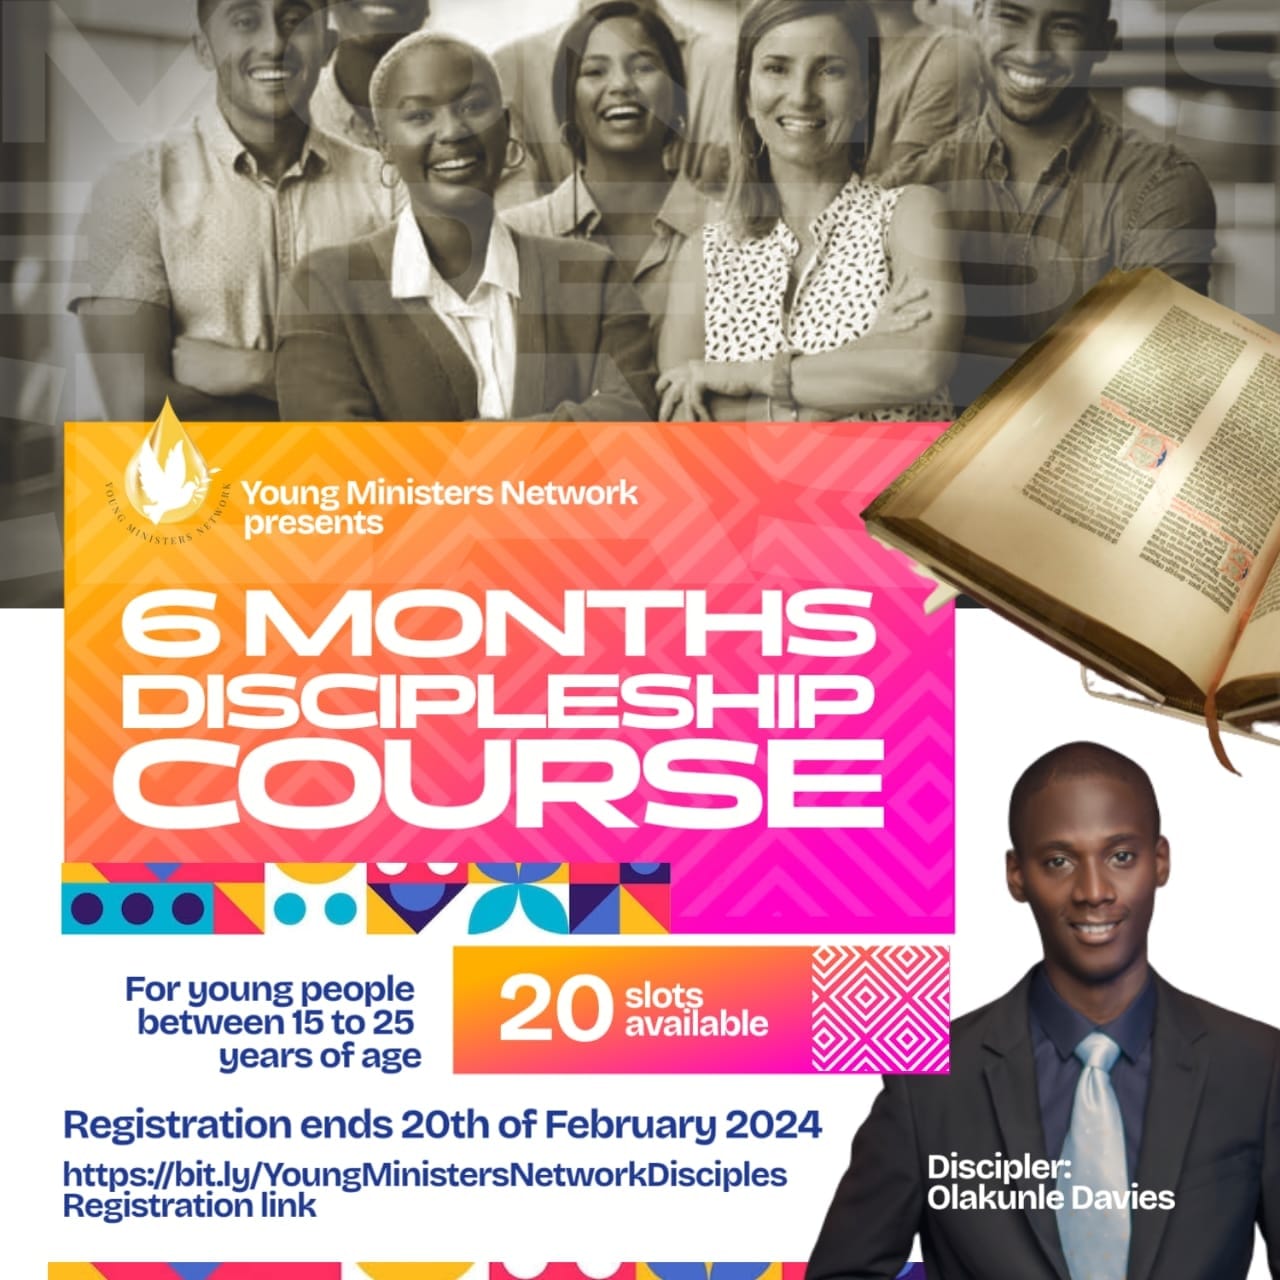 YOUNG MINISTERS NETWORK
Young Ministers Network
presents
6 MONTHS
DISCIPLESHIP
COURSE
For young people
between 15 to 25
years of age
20 slots
available
Registration ends 20th of February 2024
https://bit.ly/YoungMinistersNetworkDisciples
Registration link
Discipler:
Olakunle Davies